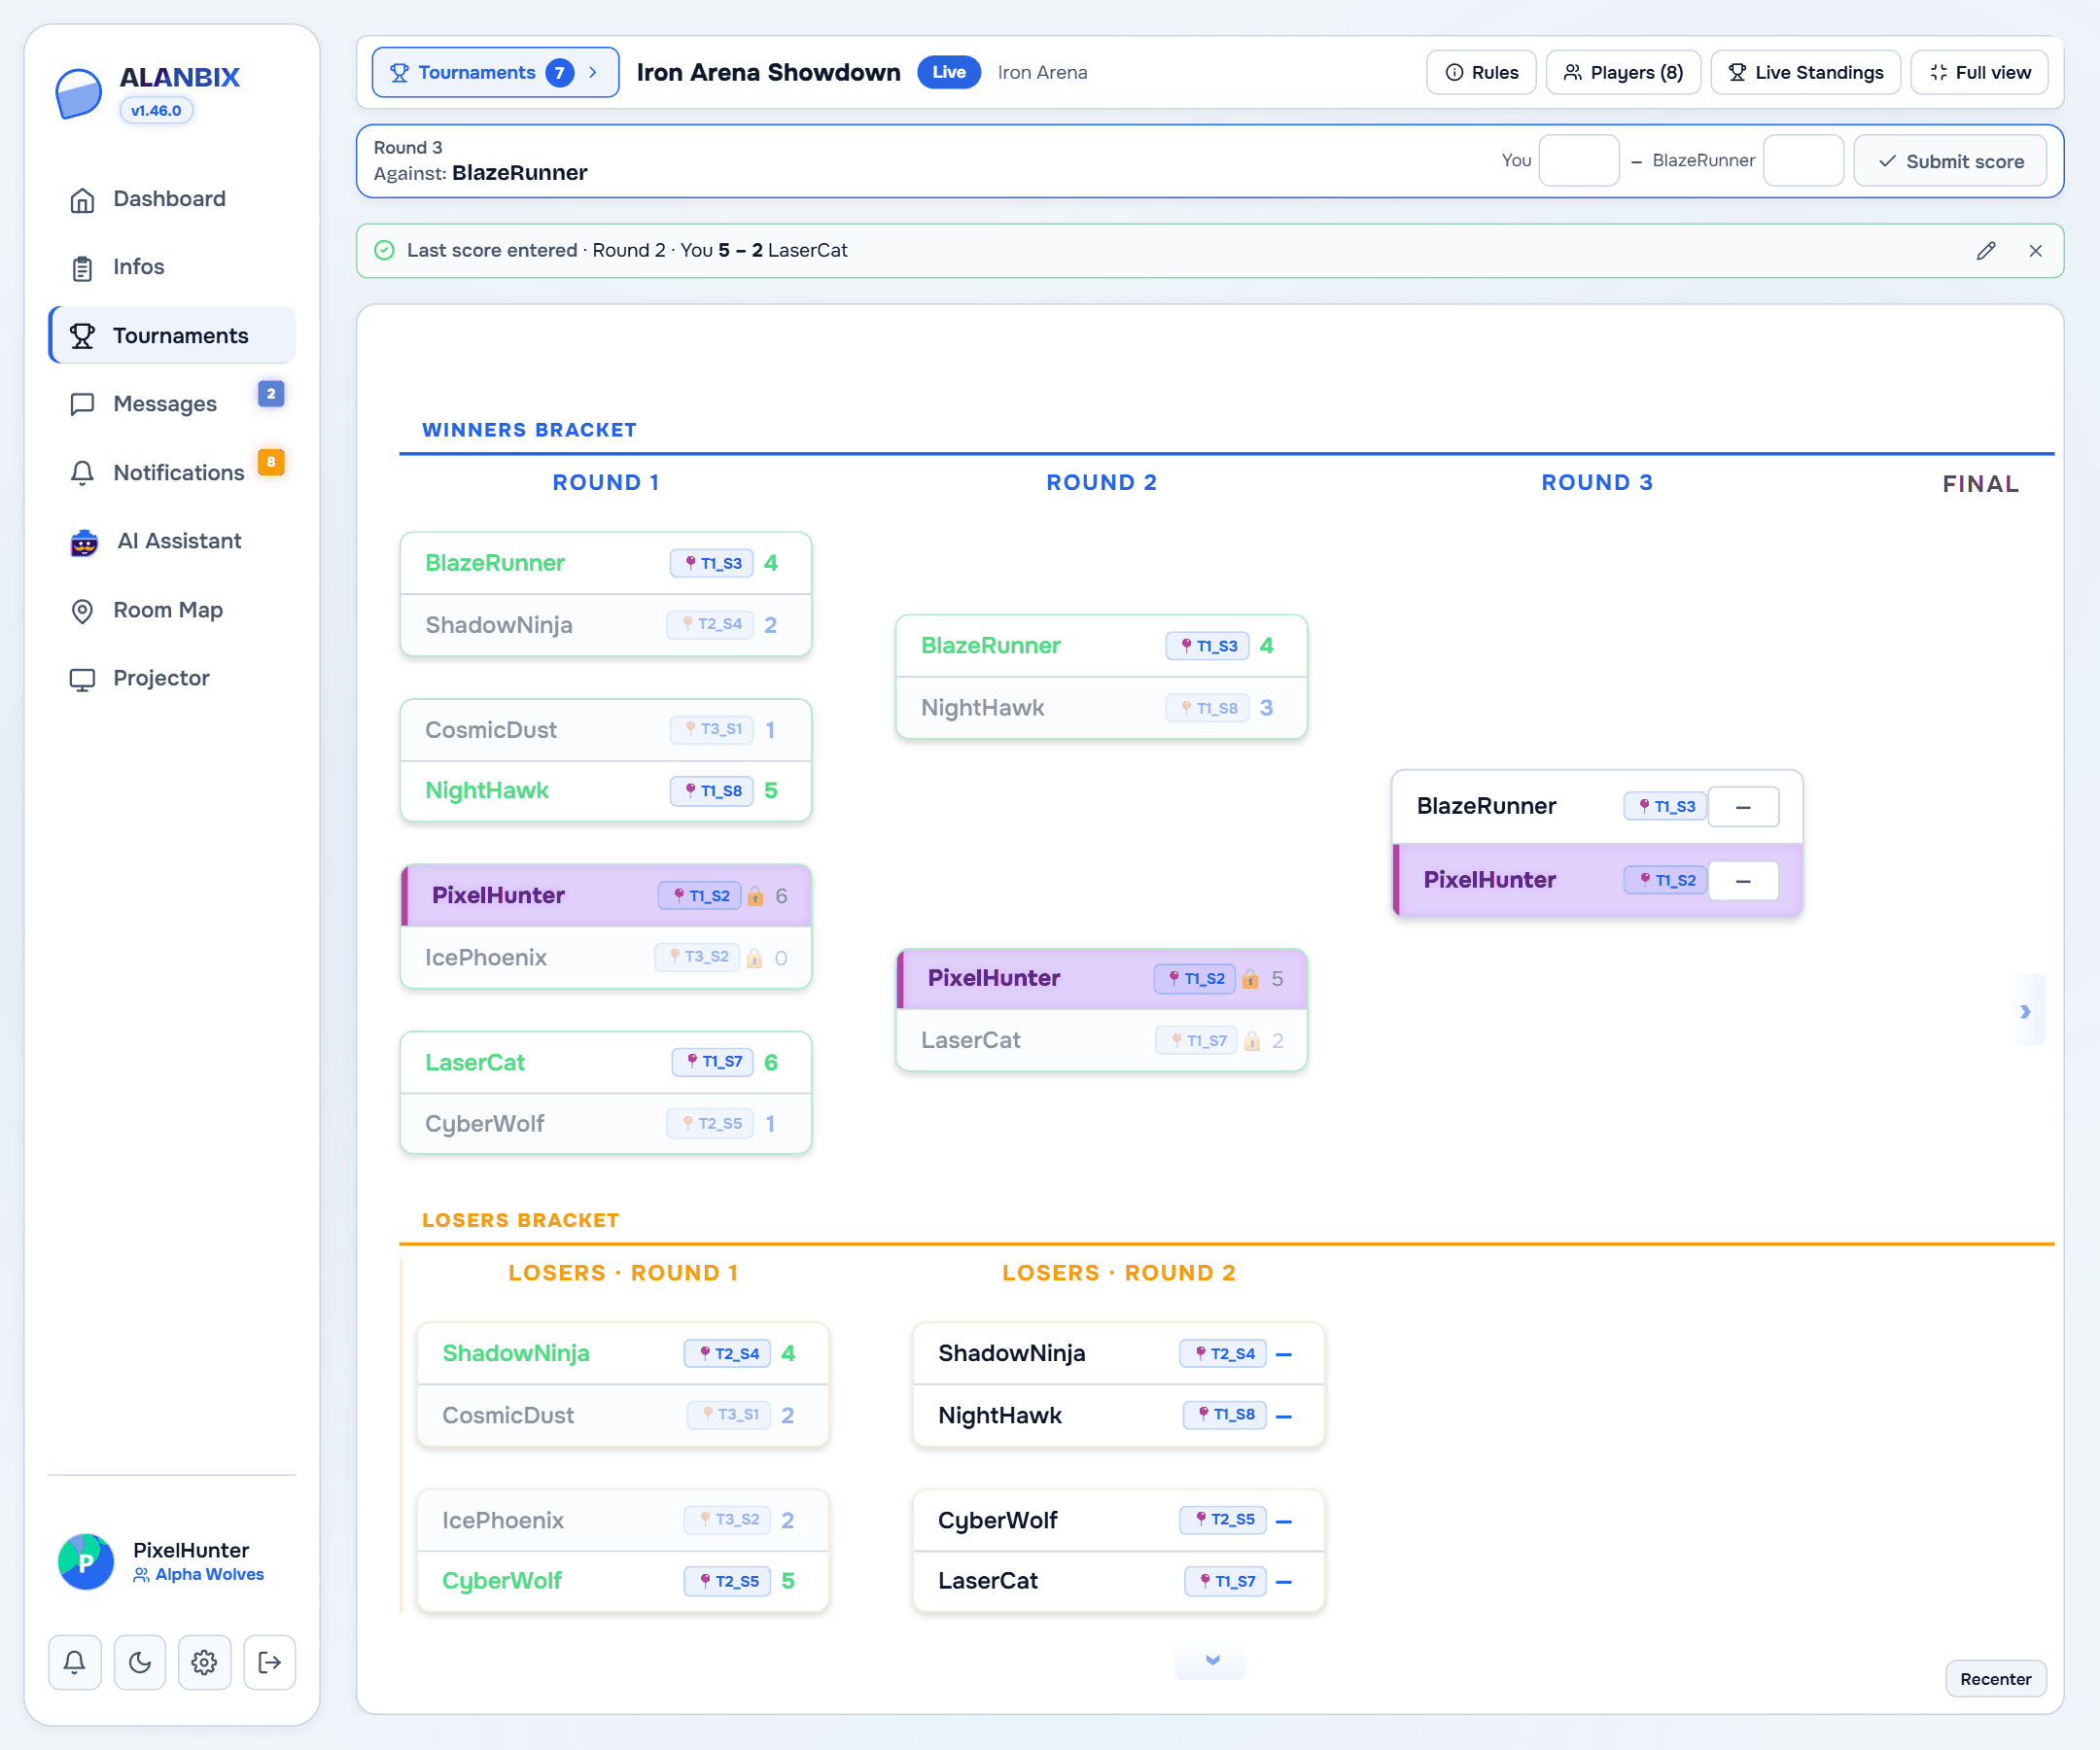 ALANBIX
v1.46.0
Dashboard
Infos
Tournaments
Messages 2
Notifications 8
AI Assistant
Room Map
Projector
P
PixelHunter
Alpha Wolves
Tournaments 7
Iron Arena Showdown
Live
Iron Arena
Rules
Players (8)
Live Standings
Full view
Round 3
Against: BlazeRunner
You – BlazeRunner
Submit score
Last score entered · Round 2 · You 5 – 2 LaserCat
WINNERS BRACKET
ROUND 1
BlazeRunner T1_S3 4
ShadowNinja T2_S4 2
CosmicDust T3_S1 1
NightHawk T1_S8 5
PixelHunter T1_S2 6
IcePhoenix T3_S2 0
LaserCat T1_S7 6
CyberWolf T2_S5 1
ROUND 2
BlazeRunner T1_S3 4
NightHawk T1_S8 3
PixelHunter T1_S2 5
LaserCat T1_S7 2
ROUND 3
BlazeRunner T1_S3 –
PixelHunter T1_S2 –
FINAL
LOSERS BRACKET
LOSERS · ROUND 1
ShadowNinja T2_S4 4
CosmicDust T3_S1 2
IcePhoenix T3_S2 2
CyberWolf T2_S5 5
LOSERS · ROUND 2
ShadowNinja T2_S4 –
NightHawk T1_S8 –
CyberWolf T2_S5 –
LaserCat T1_S7 –
Recenter